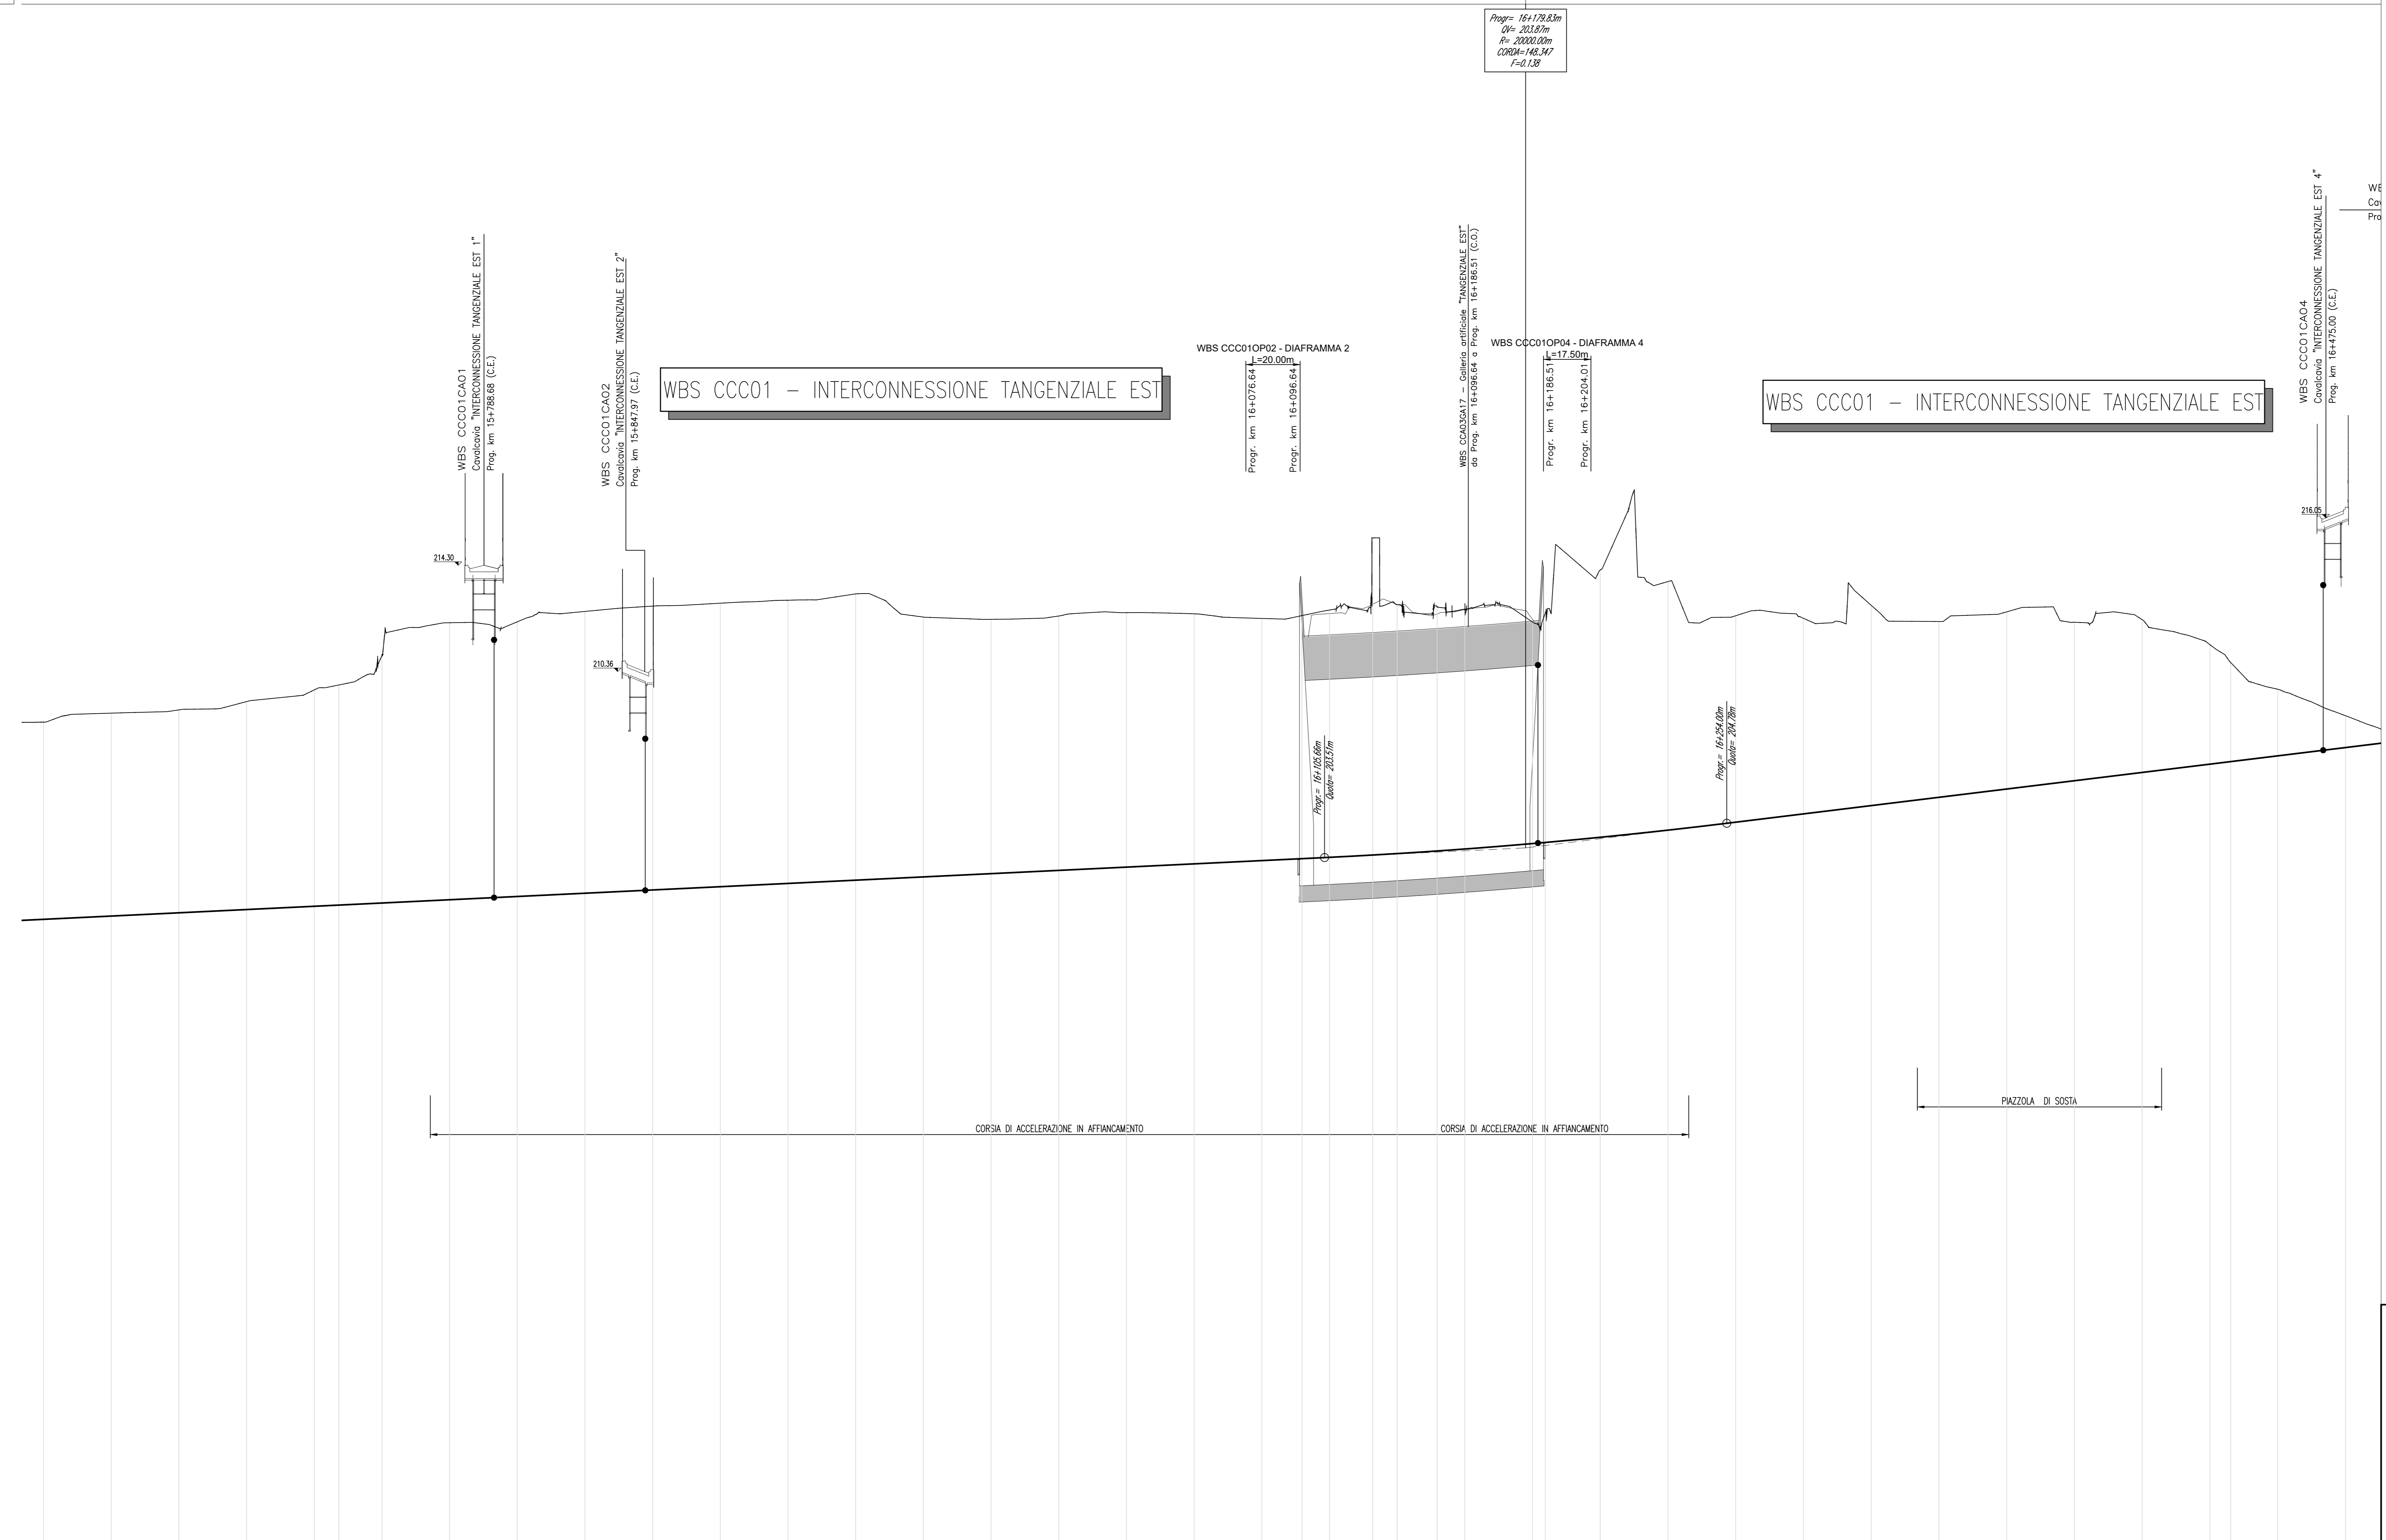 Progr= 16+179.83m
QV= 203.87m
R= 20000.00m
CORDA=148.347
F=0.138
WBS CCC01CA01
Cavalcavia "INTERCONNESSIONE TANGENZIALE EST 1"
Prog. km 15+788.68 (C.E.)
214.30
WBS CCC01CA02
Cavalcavia "INTERCONNESSIONE TANGENZIALE EST 2"
Prog. km 15+847.97 (C.E.)
210.36
WBS CCC01 - INTERCONNESSIONE TANGENZIALE EST
WBS CCC01OP02 - DIAFRAMMA 2
L=20.00m
Progr. km 16+076.64
Progr. km 16+096.64
WBS CCA03GA17 - Galleria artificiale "TANGENZIALE EST"
da Prog. km 16+096.64 a Prog. km 16+186.51 (C.O.)
WBS CCC01OP04 - DIAFRAMMA 4
L=17.50m
Progr. km 16+186.51
Progr. km 16+204.01
WBS CCC01 - INTERCONNESSIONE TANGENZIALE EST
WBS CCC01CA04
Cavalcavia "INTERCONNESSIONE TANGENZIALE EST 4"
Prog. km 16+475.00 (C.E.)
216.05
Progr.= 16+105.66m
Quota= 203.51m
Progr.= 16+254.00m
Quota= 204.78m
CORSIA DI ACCELERAZIONE IN AFFIANCAMENTO
CORSIA DI ACCELERAZIONE IN AFFIANCAMENTO
PIAZZOLA DI SOSTA